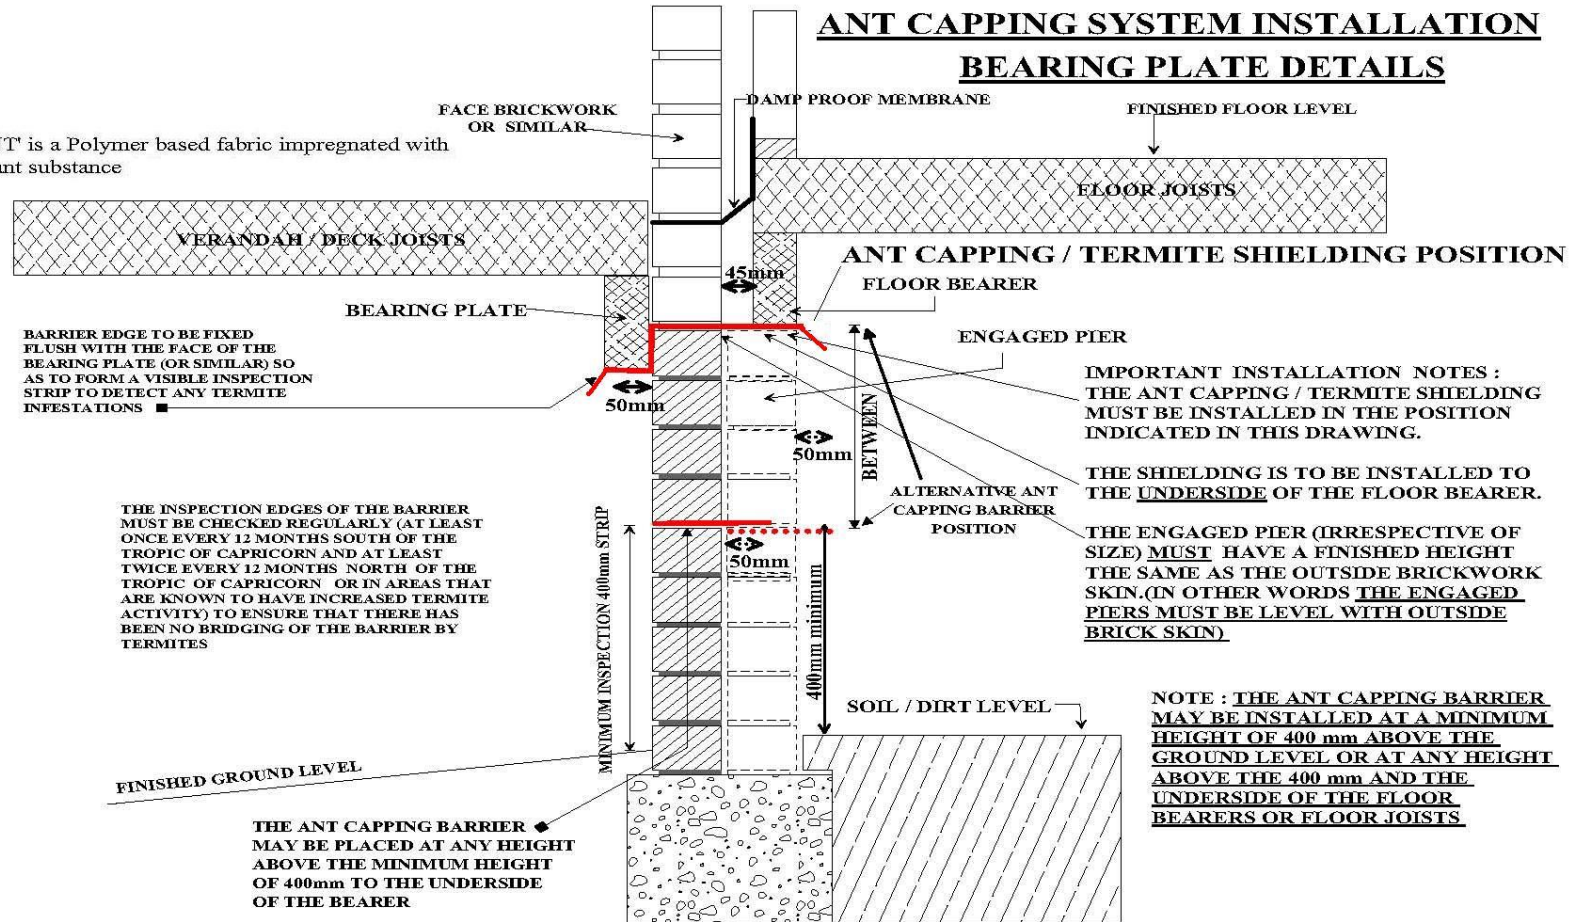 ANT CAPPING SYSTEM INSTALLATION
BEARING PLATE DETAILS
FACE BRICKWORK
OR SIMILAR
DAMP PROOF MEMBRANE
FINISHED FLOOR LEVEL
NT' is a Polymer based fabric impregnated with
ant substance
FLOOR JOISTS
VERANDAH / DECK JOISTS
ANT CAPPING / TERMITE SHIELDING POSITION
45mm
FLOOR BEARER
BEARING PLATE
BARRIER EDGE TO BE FIXED
FLUSH WITH THE FACE OF THE
BEARING PLATE (OR SIMILAR) SO
AS TO FORM A VISIBLE INSPECTION
STRIP TO DETECT ANY TERMITE
INFESTATIONS
50mm
ENGAGED PIER
BETWEEN
50mm
IMPORTANT INSTALLATION NOTES :
THE ANT CAPPING / TERMITE SHIELDING
MUST BE INSTALLED IN THE POSITION
INDICATED IN THIS DRAWING.
THE SHIELDING IS TO BE INSTALLED TO
THE UNDERSIDE OF THE FLOOR BEARER.
THE ENGAGED PIER (IRRESPECTIVE OF
SIZE) MUST HAVE A FINISHED HEIGHT
THE SAME AS THE OUTSIDE BRICKWORK
SKIN.(IN OTHER WORDS THE ENGAGED
PIERS MUST BE LEVEL WITH OUTSIDE
BRICK SKIN)
ALTERNATIVE ANT
CAPPING BARRIER
POSITION
THE INSPECTION EDGES OF THE BARRIER
MUST BE CHECKED REGULARLY (AT LEAST
ONCE EVERY 12 MONTHS SOUTH OF THE
TROPIC OF CAPRICORN AND AT LEAST
TWICE EVERY 12 MONTHS NORTH OF THE
TROPIC OF CAPRICORN OR IN AREAS THAT
ARE KNOWN TO HAVE INCREASED TERMITE
ACTIVITY) TO ENSURE THAT THERE HAS
BEEN NO BRIDGING OF THE BARRIER BY
TERMITES
MINIMUM INSPECTION 400mm STRIP
50mm
400mm minimum
SOIL / DIRT LEVEL
NOTE : THE ANT CAPPING BARRIER
MAY BE INSTALLED AT A MINIMUM
HEIGHT OF 400 mm ABOVE THE
GROUND LEVEL OR AT ANY HEIGHT
ABOVE THE 400 mm AND THE
UNDERSIDE OF THE FLOOR
BEARERS OR FLOOR JOISTS
FINISHED GROUND LEVEL
THE ANT CAPPING BARRIER
MAY BE PLACED AT ANY HEIGHT
ABOVE THE MINIMUM HEIGHT
OF 400mm TO THE UNDERSIDE
OF THE BEARER